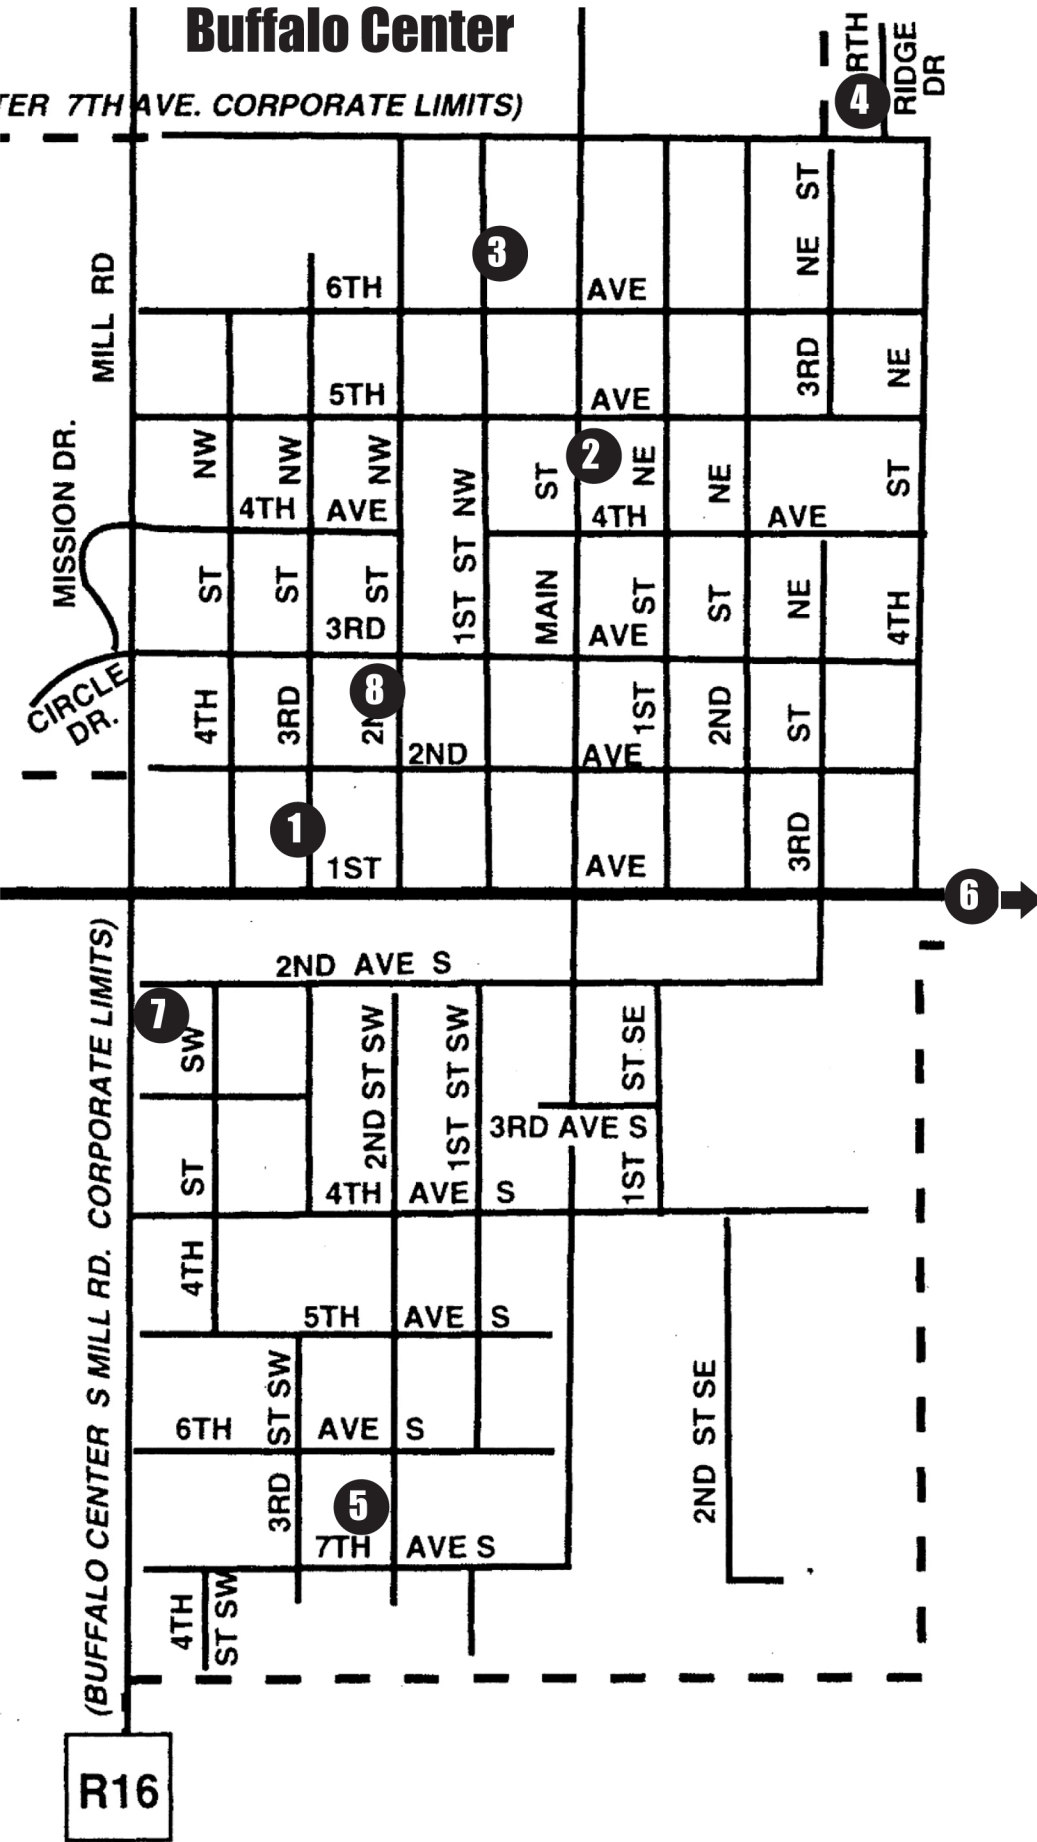 Buffalo Center
TER 7TH AVE. CORPORATE LIMITS)
RTH
RIDGE
DR
4
3RD NE ST
3
MILL RD
6TH AVE
5TH AVE
MISSION DR.
4TH ST NW
3RD ST NW
2N ST NW
1ST ST NW
MAIN ST
2
1ST ST NE
2ND ST NE
4TH ST NE
4TH AVE
4TH AVE
3RD ST NE
3RD AVE
CIRCLE
DR.
8
2ND AVE
1
1ST AVE
6
(BUFFALO CENTER S MILL RD. CORPORATE LIMITS)
2ND AVE S
7
4TH ST SW
2ND ST SW
1ST ST SW
1ST ST SE
3RD AVE S
4TH AVE S
5TH AVE S
3RD ST SW
6TH AVE S
2ND ST SE
5
7TH AVE S
4TH
ST SW
R16